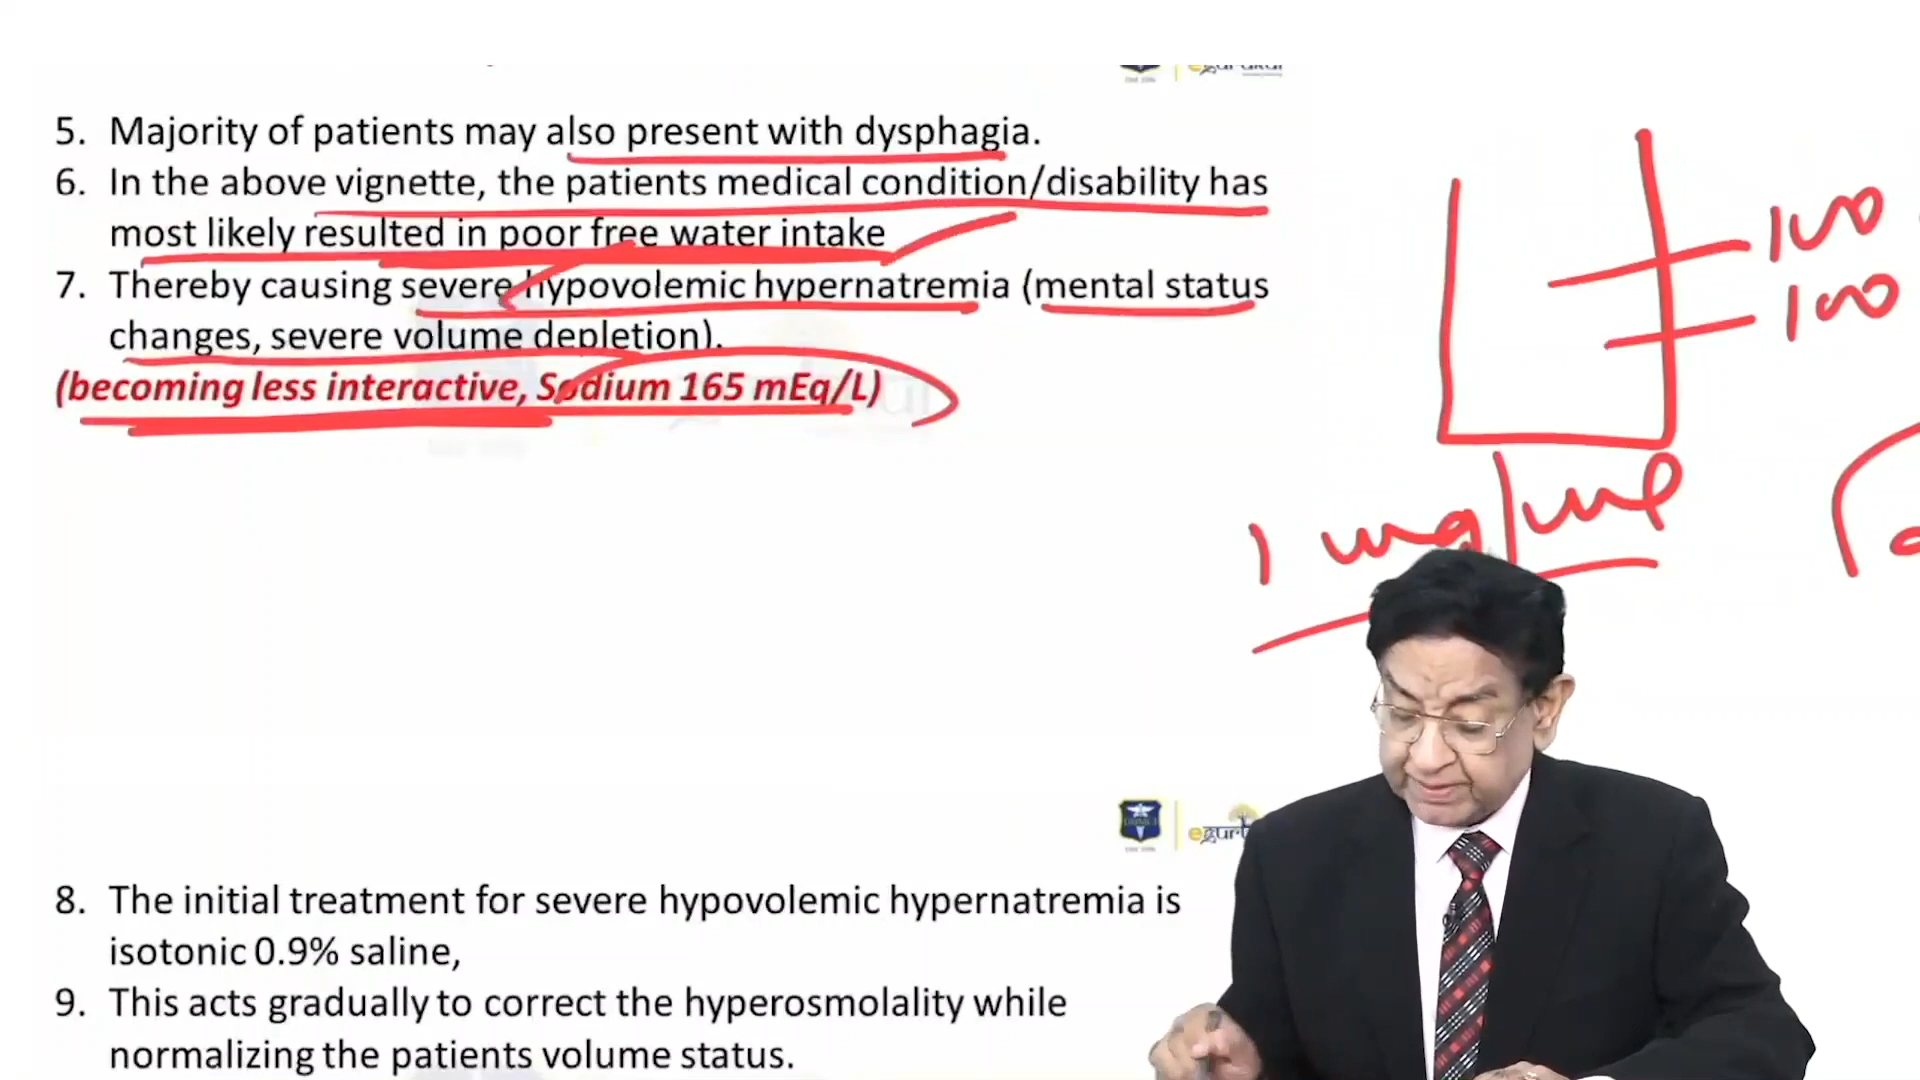 5. Majority of patients may also present with dysphagia.
6. In the above vignette, the patients medical condition/disability has
most likely resulted in poor free water intake
7. Thereby causing severe hypovolemic hypernatremia (mental status
changes, severe volume depletion).
(becoming less interactive, Sodium 165 mEq/L)
100
100
1 mg/ml
8. The initial treatment for severe hypovolemic hypernatremia is
isotonic 0.9% saline,
9. This acts gradually to correct the hyperosmolality while
normalizing the patients volume status.